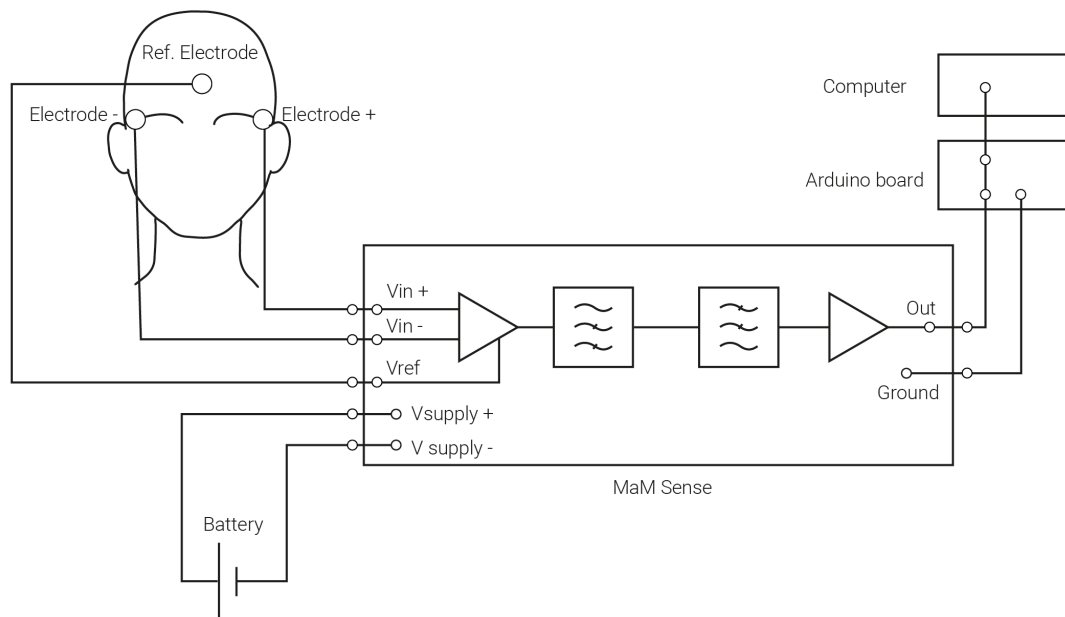 Ref. Electrode
Electrode -
Electrode +
Computer
Arduino board
Vin +
Vin -
Vref
Vsupply +
V supply -
Out
Ground
MaM Sense
Battery